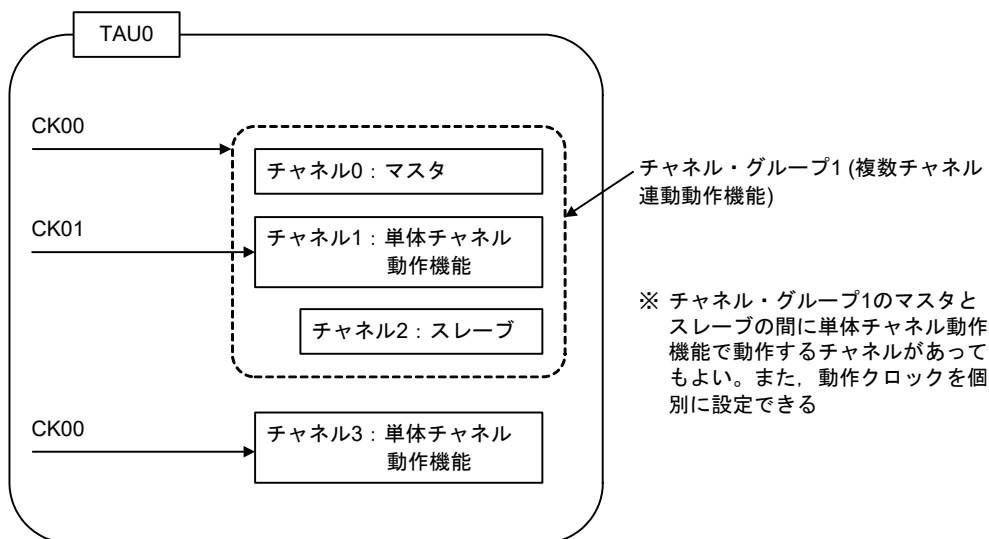 TAU0
CK00
チャネル0：マスタ
チャネル・グループ1 (複数チャネル
連動動作機能)
CK01
チャネル1：単体チャネル
動作機能
チャネル2：スレーブ
※ チャネル・グループ1のマスタと
スレーブの間に単体チャネル動作
機能で動作するチャネルがあって
もよい。また，動作クロックを個
別に設定できる
CK00
チャネル3：単体チャネル
動作機能